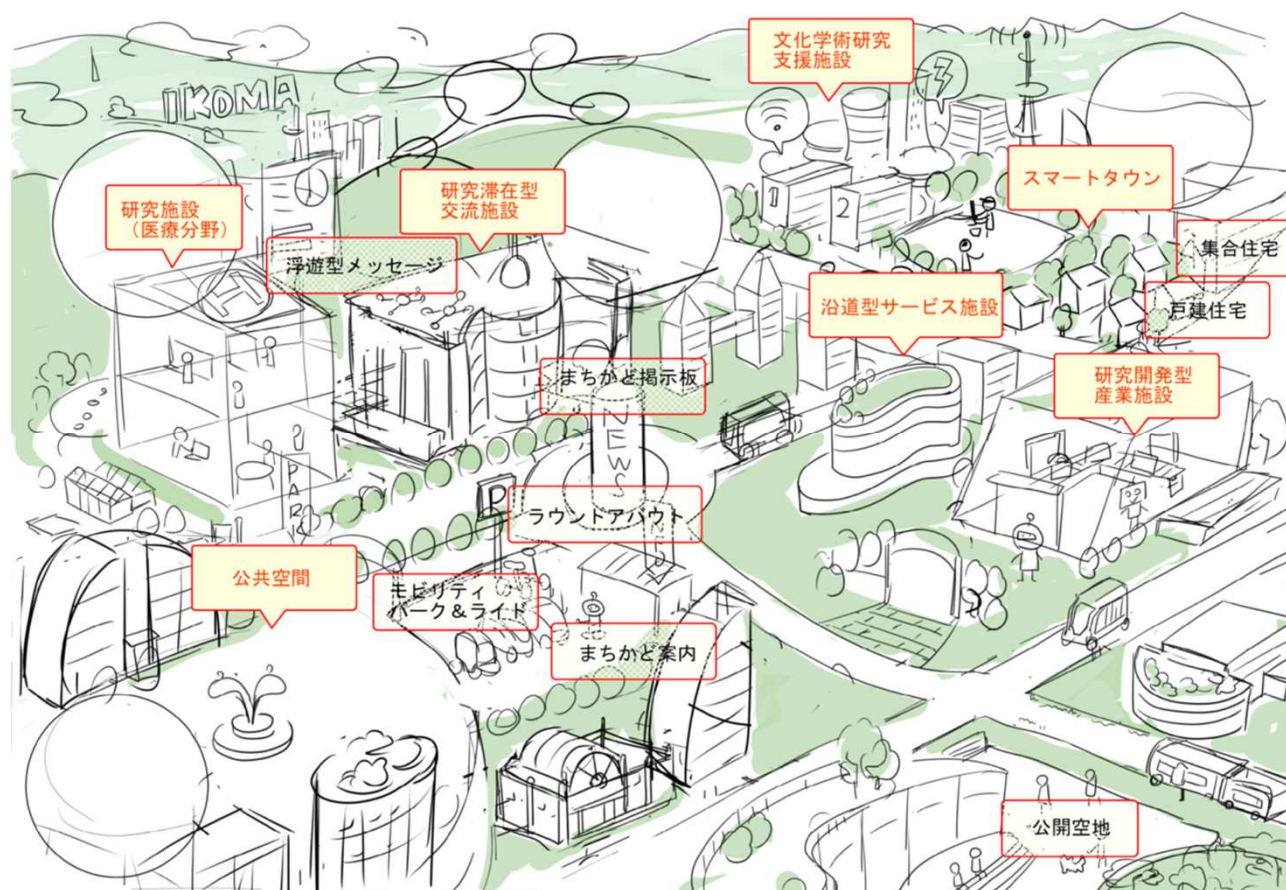 文化学術研究
支援施設
IKOMA
スマートタウン
研究滞在型
交流施設
研究施設
（医療分野）
1
2
集合住宅
浮遊型メッセージ
H
沿道型サービス施設
戸建住宅
まちかど掲示板
研究開発型
産業施設
NEWS
PARK
P
ラウンドアバウト
公共空間
モビリティ
パーク＆ライド
まちかど案内
公開空地